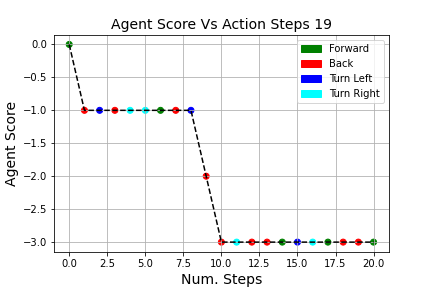 Agent Score Vs Action Steps 19
Forward
Back
Turn Left
Turn Right
Agent Score
0.0
−0.5
−1.0
−1.5
−2.0
−2.5
−3.0
0.0 2.5 5.0 7.5 10.0 12.5 15.0 17.5 20.0
Num. Steps